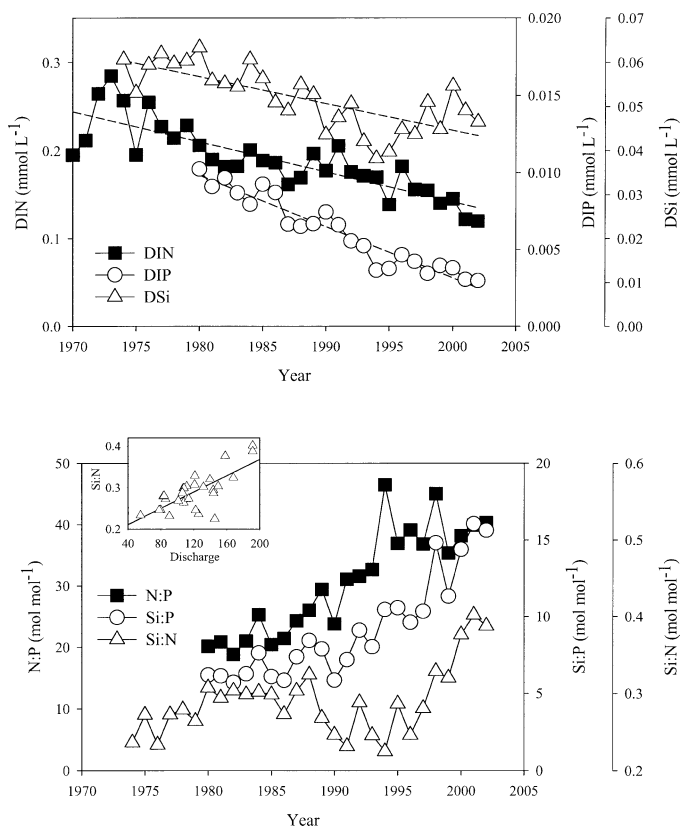 0.3
0.2
0.1
0.0
DIN (mmol L-1)
0.020
0.015
0.010
0.005
0.000
DIP (mmol L-1)
0.07
0.06
0.05
0.04
0.03
0.02
0.01
0.00
DSi (mmol L-1)
DIN
DIP
DSi
1970 1975 1980 1985 1990 1995 2000 2005
Year
0.4
0.3
0.2
Si:N
40 80 120 160 200
Discharge
50
40
30
20
10
0
N:P (mol mol-1)
20
15
10
5
0
Si:P (mol mol-1)
0.6
0.5
0.4
0.3
0.2
Si:N (mol mol-1)
N:P
Si:P
Si:N
1970 1975 1980 1985 1990 1995 2000 2005
Year